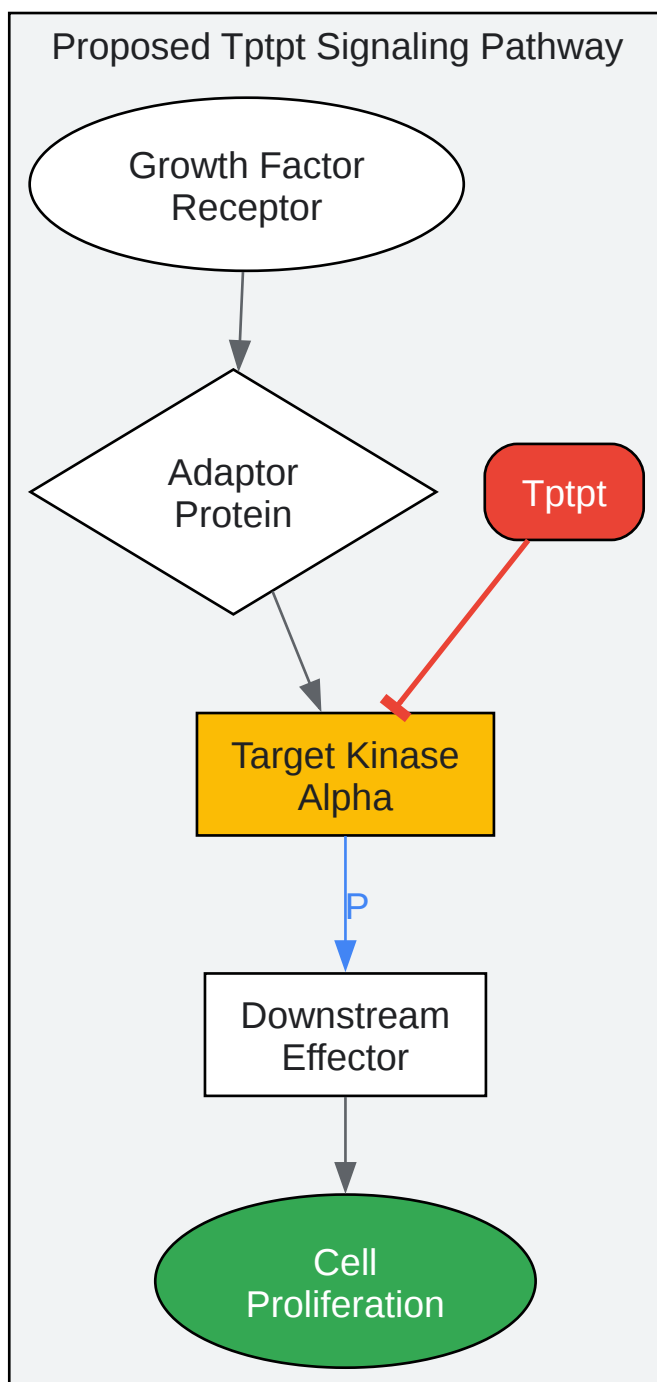 Proposed Tptpt Signaling Pathway
Growth Factor
Receptor
Adaptor
Protein
Tptpt
Target Kinase
Alpha
P
Downstream
Effector
Cell
Proliferation